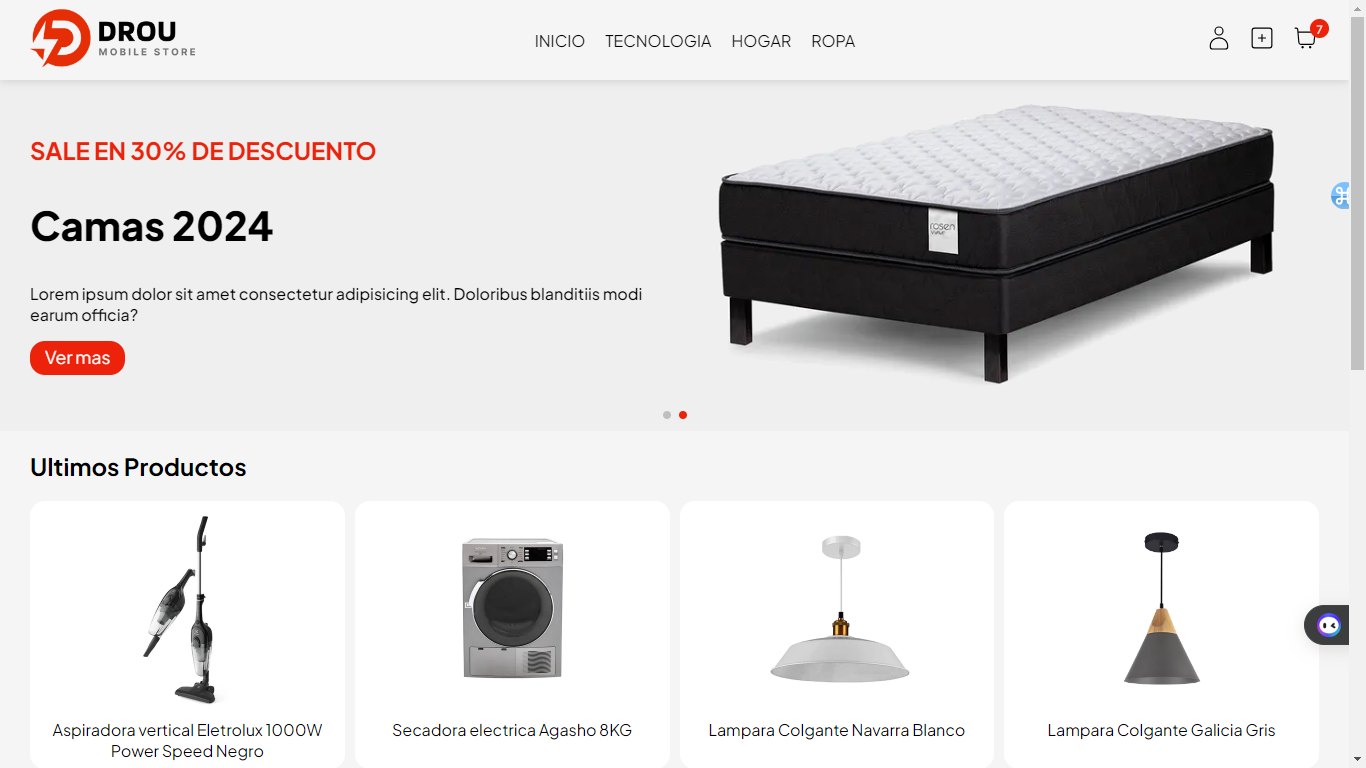 DROU
MOBILE STORE
INICIO TECNOLOGIA HOGAR ROPA
7
SALE EN 30% DE DESCUENTO
Camas 2024
rosen
Lorem ipsum dolor sit amet consectetur adipisicing elit. Doloribus blanditiis modi
earum officia?
Ver mas
Ultimos Productos
Aspiradora vertical Eletrolux 1000W
Power Speed Negro
Secadora electrica Agasho 8KG
Lampara Colgante Navarra Blanco
Lampara Colgante Galicia Gris